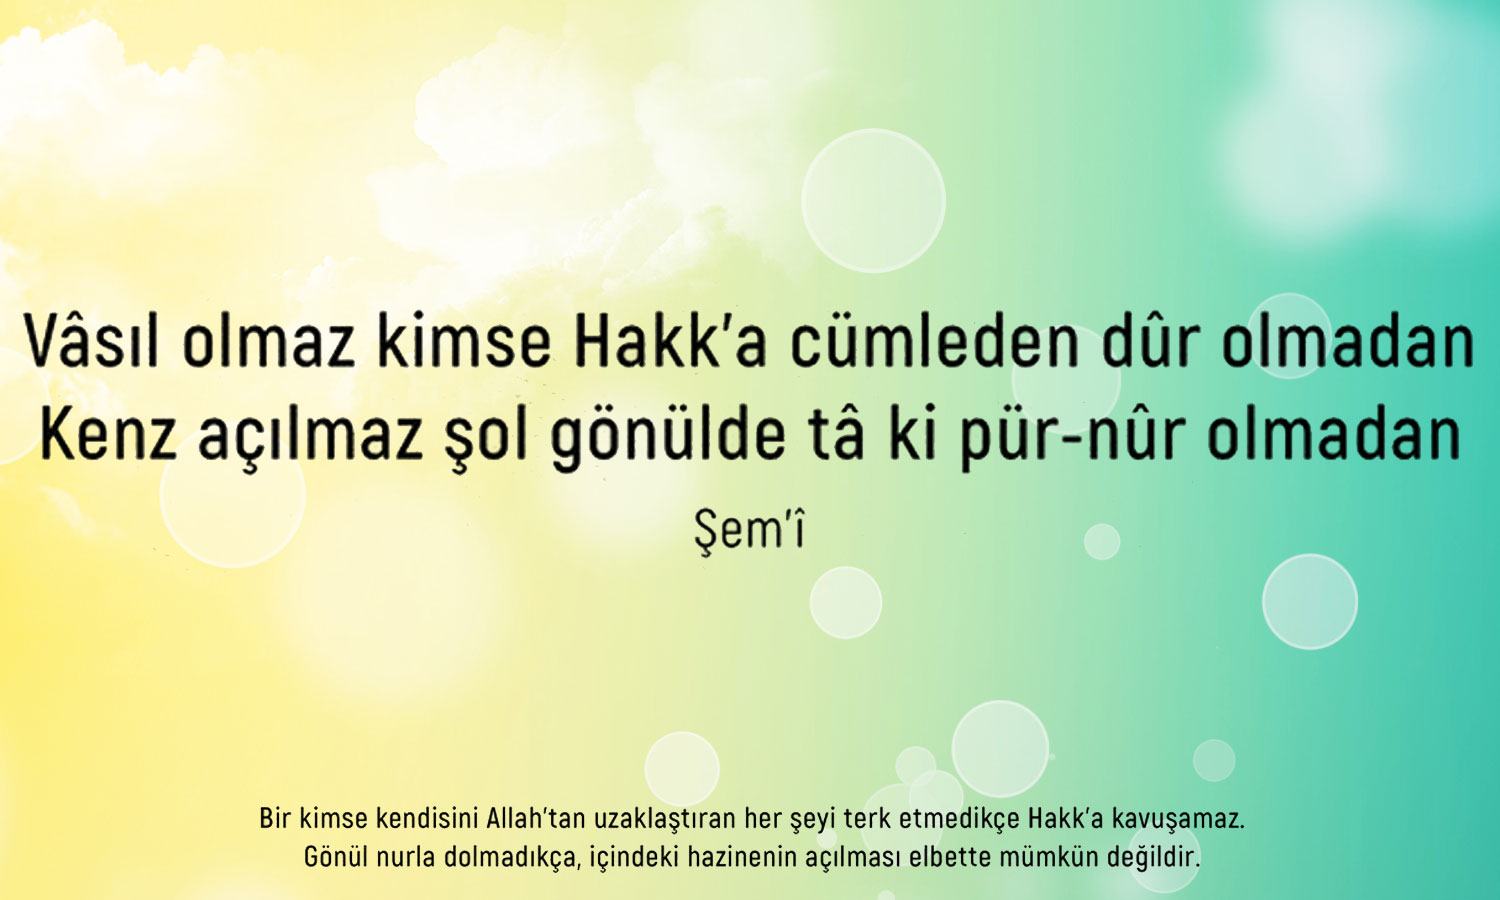 Vâsıl olmaz kimse Hakk'a cümleden dûr olmadan
Kenz açılmaz şol gönülde tâ ki pür-nûr olmadan
Şem'î
Bir kimse kendisini Allah'tan uzaklaştıran her şeyi terk etmedikçe Hakk'a kavuşamaz.
Gönül nurla dolmadıkça, içindeki hazinenin açılması elbette mümkün değildir.